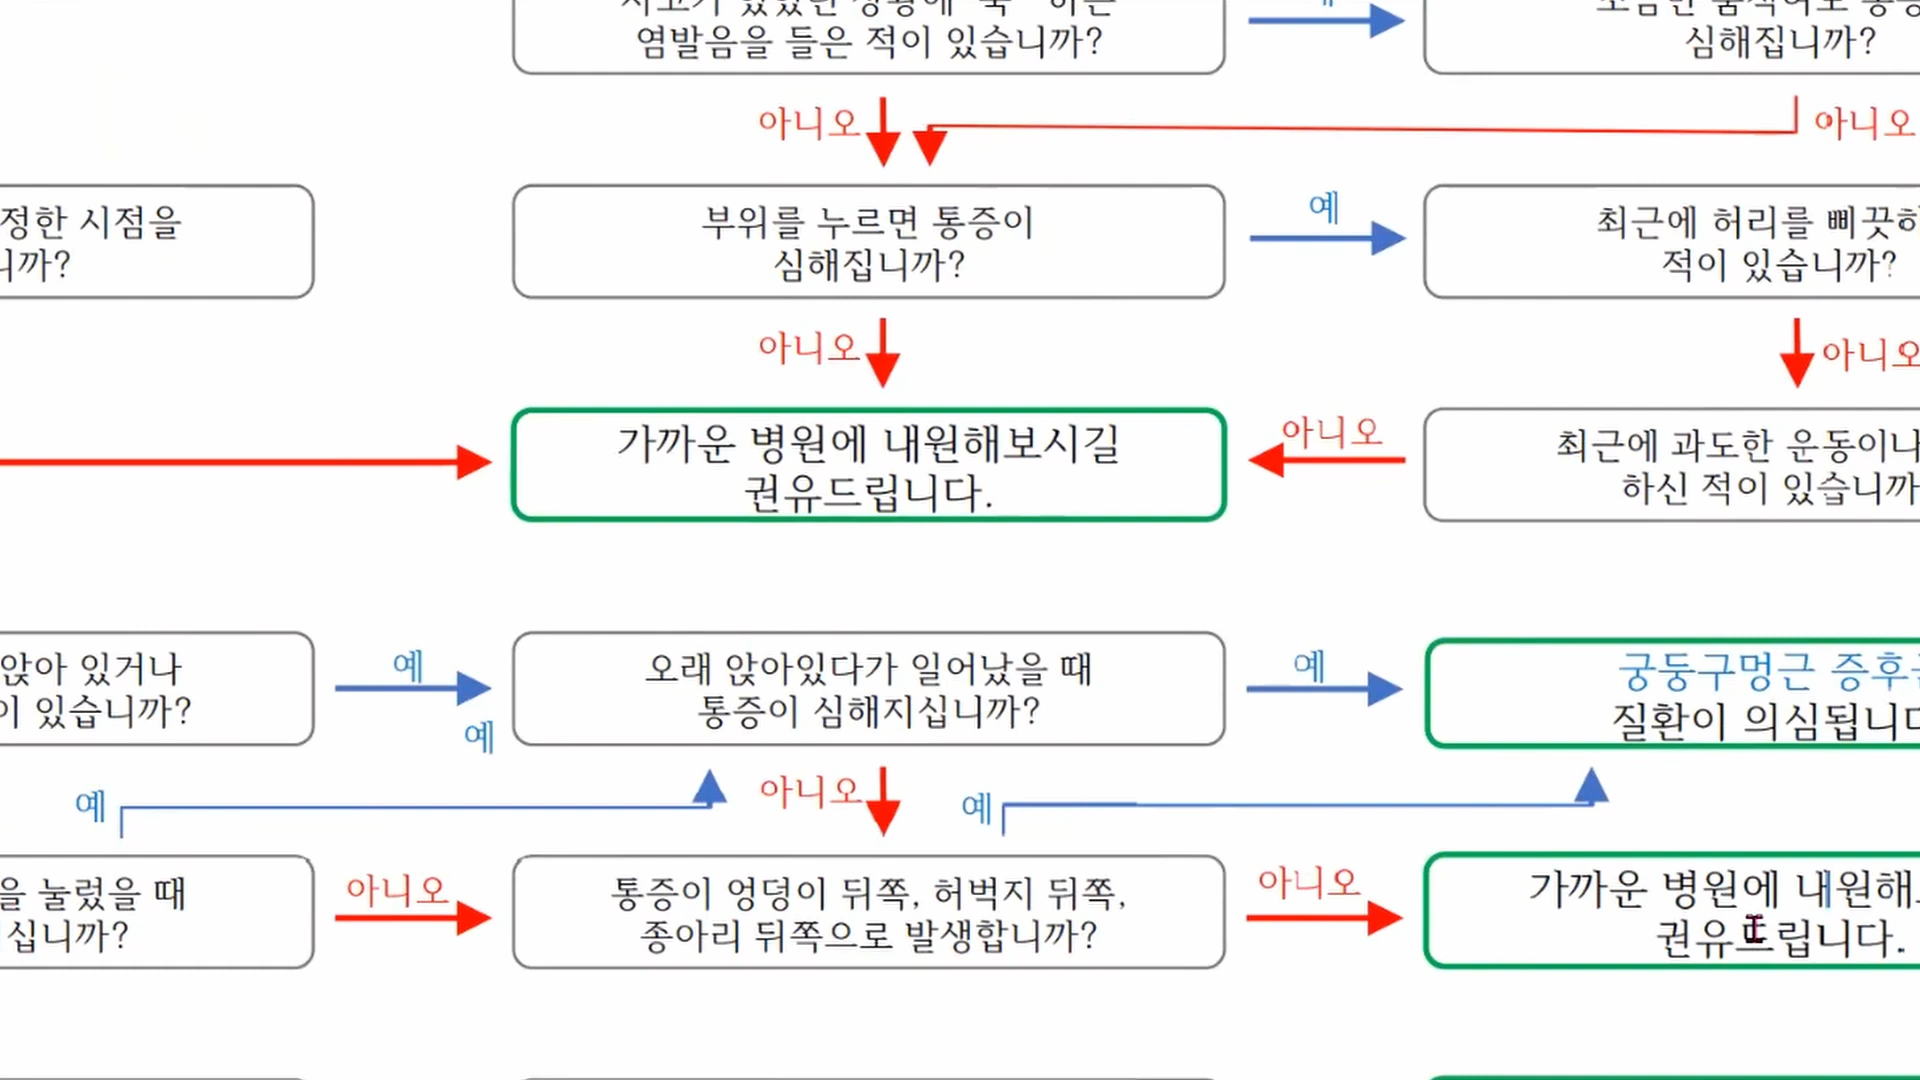 염발음을 들은 적이 있습니까?
심해집니까?
아니오
아니오
정한 시점을
니까?
부위를 누르면 통증이
심해집니까?
예
최근에 허리를 삐끗하
적이 있습니까?
아니오
아니오
가까운 병원에 내원해보시길
권유드립니다.
아니오
최근에 과도한 운동이나
하신 적이 있습니까
앉아 있거나
이 있습니까?
예
예
오래 앉아있다가 일어났을 때
통증이 심해지십니까?
예
궁둥구멍근 증후
질환이 의심됩니다
예
아니오
예
을 눌렀을 때
십니까?
아니오
통증이 엉덩이 뒤쪽, 허벅지 뒤쪽,
종아리 뒤쪽으로 발생합니까?
아니오
가까운 병원에 내원해
권유드립니다.